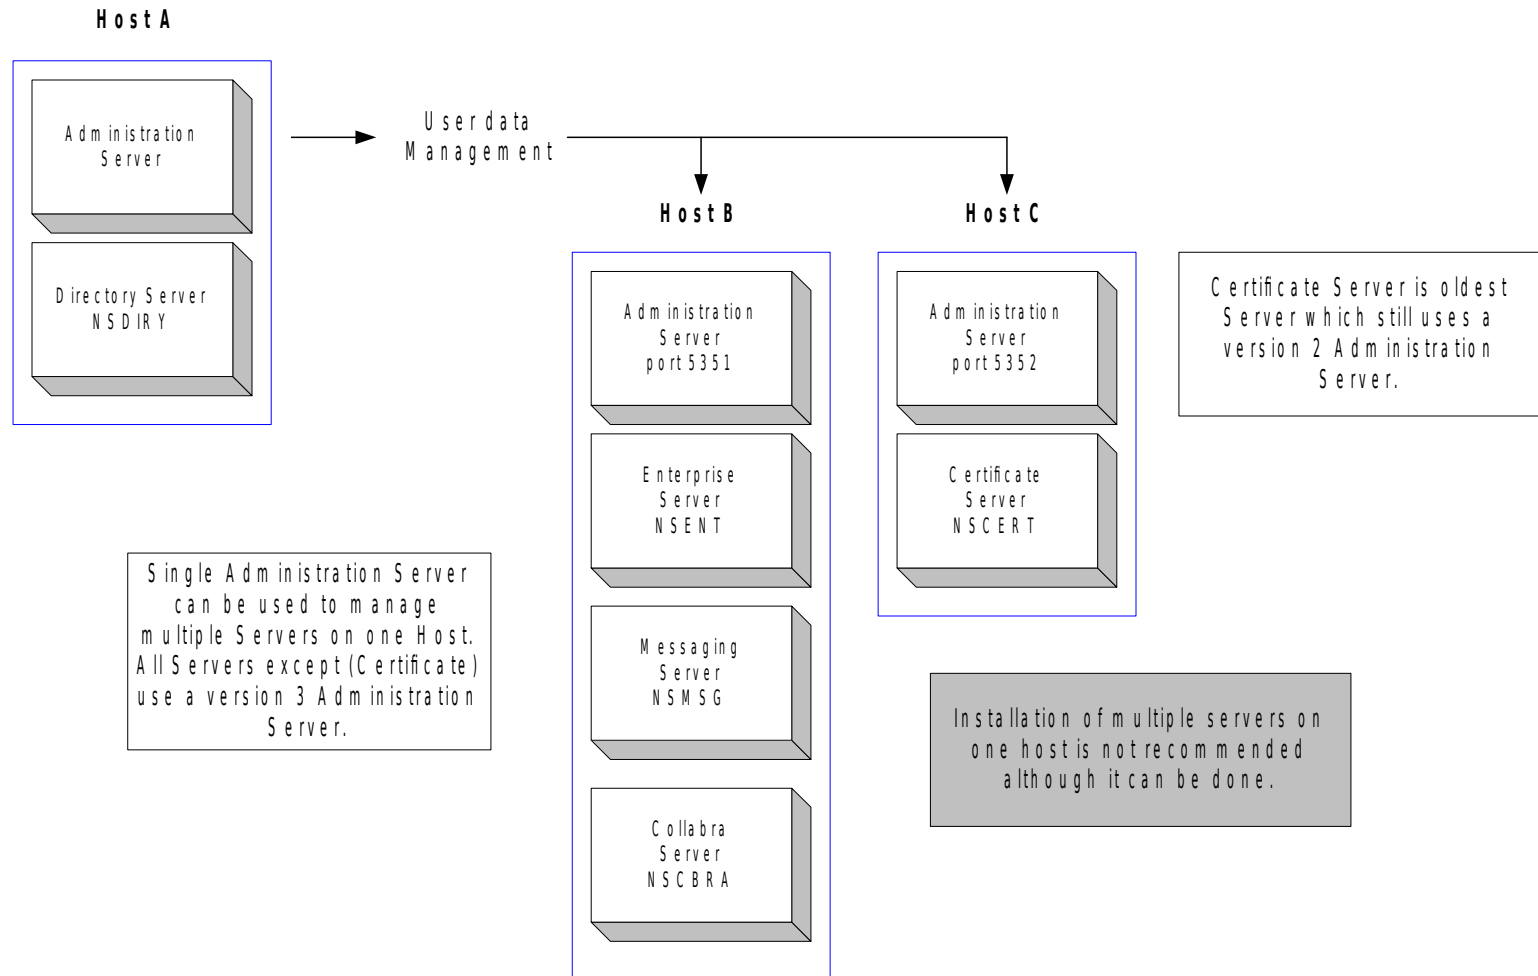 Host A
Administration
Server
Directory Server
NSDIRY
User data
Management
Host B
Administration
Server
port 5351
Enterprise
Server
NSENT
Messaging
Server
NSMSG
Collabra
Server
NSCBRA
Host C
Administration
Server
port 5352
Certificate
Server
NSCERT
Certificate Server is oldest
Server which still uses a
version 2 Administration
Server.
Single Administration Server
can be used to manage
multiple Servers on one Host.
All Servers except (Certificate)
use a version 3 Administration
Server.
Installation of multiple servers on
one host is not recommended
although it can be done.